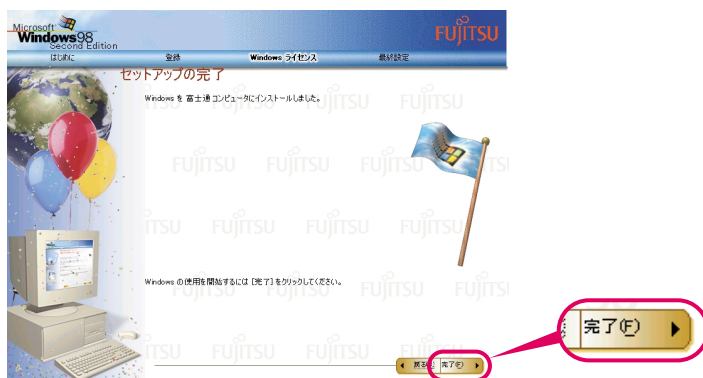 Microsoft
Windows98
Second Edition
FUJITSU
はじめに
登録
Windows ライセンス
最終設定
セットアップの完了
Windows を 富士通 コンピュータにインストールしました。
Windows の使用を開始するには [完了] をクリックしてください。
戻る
完了(F)
完了(F)